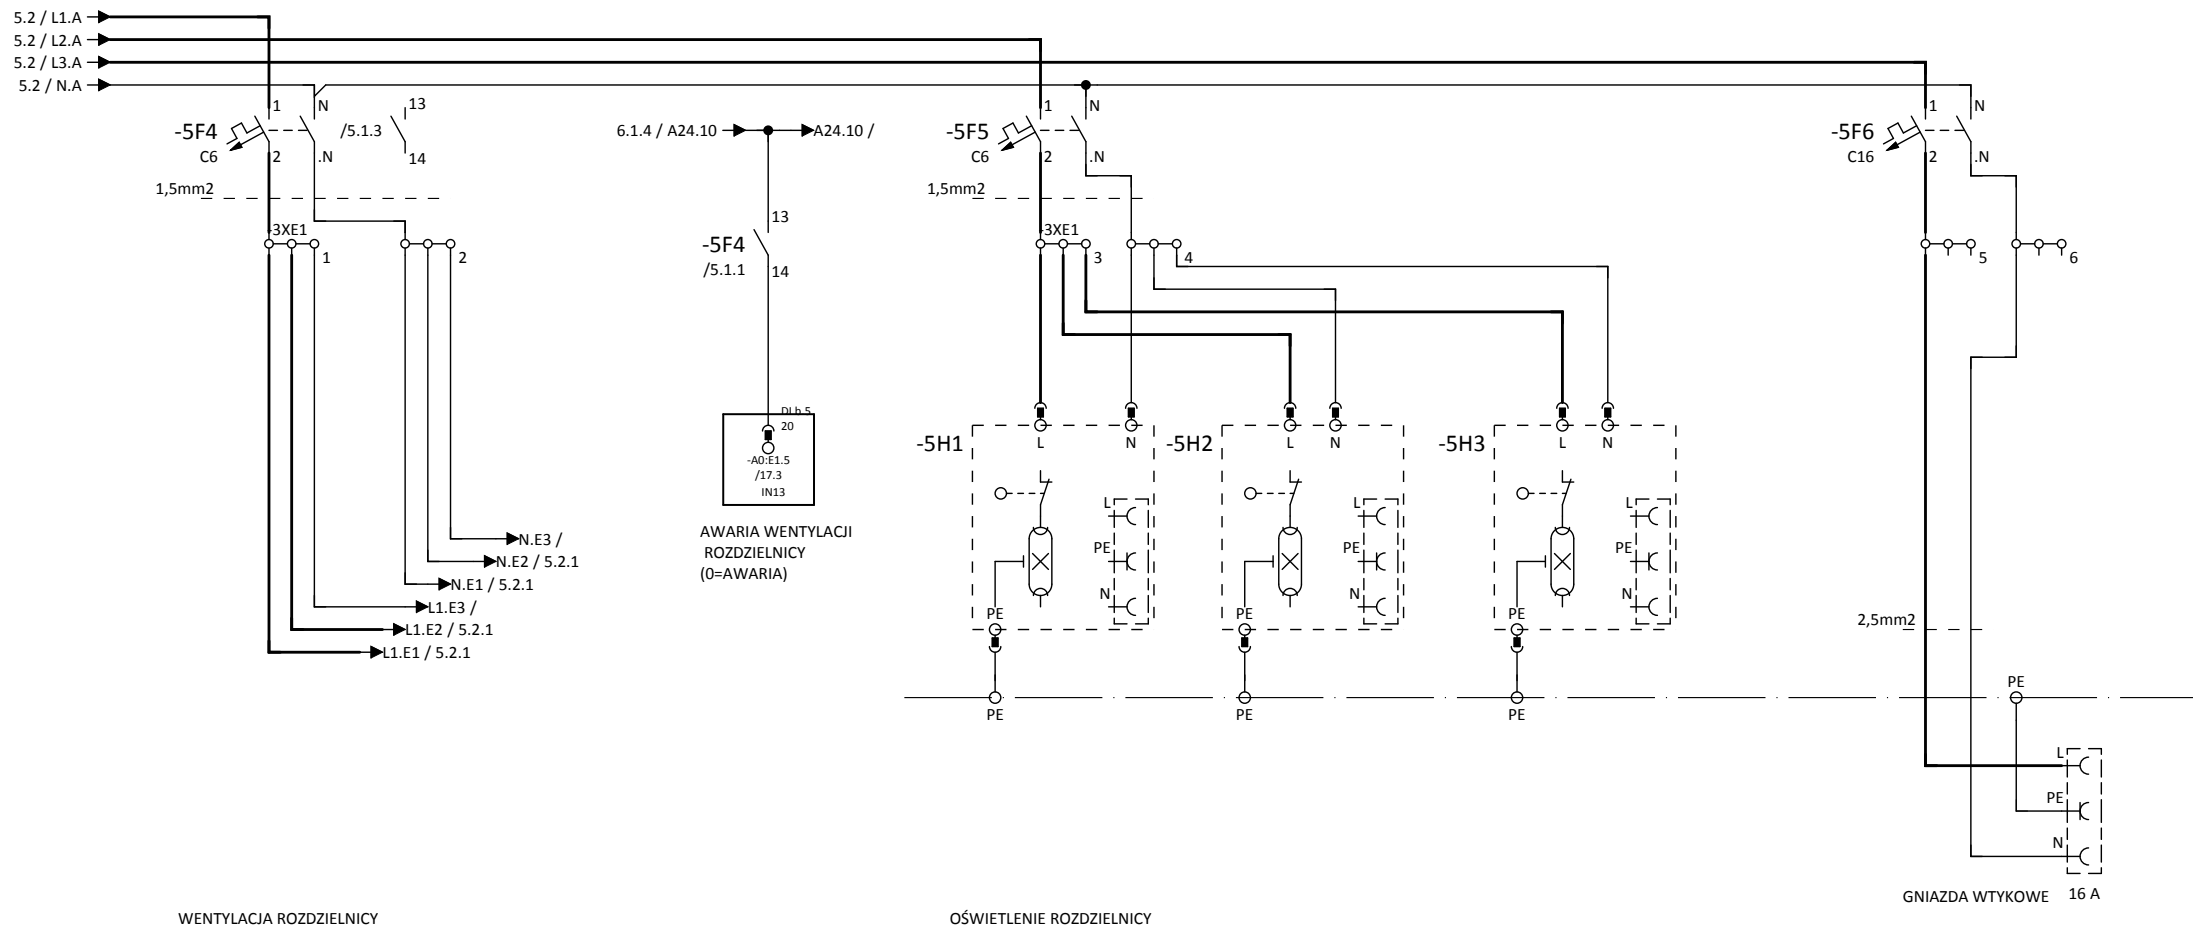 5.2 / L1.A
5.2 / L2.A
5.2 / L3.A
5.2 / N.A
1 N 13
-5F4 /5.1.3
C6 2 .N 14
1,5mm2
3XE1
1 2
N.E3 /
N.E2 / 5.2.1
N.E1 / 5.2.1
L1.E3 /
L1.E2 / 5.2.1
L1.E1 / 5.2.1
WENTYLACJA ROZDZIELNICY
6.1.4 / A24.10 A24.10 /
13
-5F4
/5.1.1 14
DI b.5
20
-A0:E1.5
/17.3
IN13
AWARIA WENTYLACJI
ROZDZIELNICY
(0=AWARIA)
1 N
-5F5
C6 2 .N
1,5mm2
3XE1
3 4
-5H1 L N
L
PE
N
PE
PE
-5H2 L N
L
PE
N
PE
PE
-5H3 L N
L
PE
N
PE
PE
OŚWIETLENIE ROZDZIELNICY
1 N
-5F6
C16 2 .N
5 6
2,5mm2
PE
L
PE
N
GNIAZDA WTYKOWE 16 A